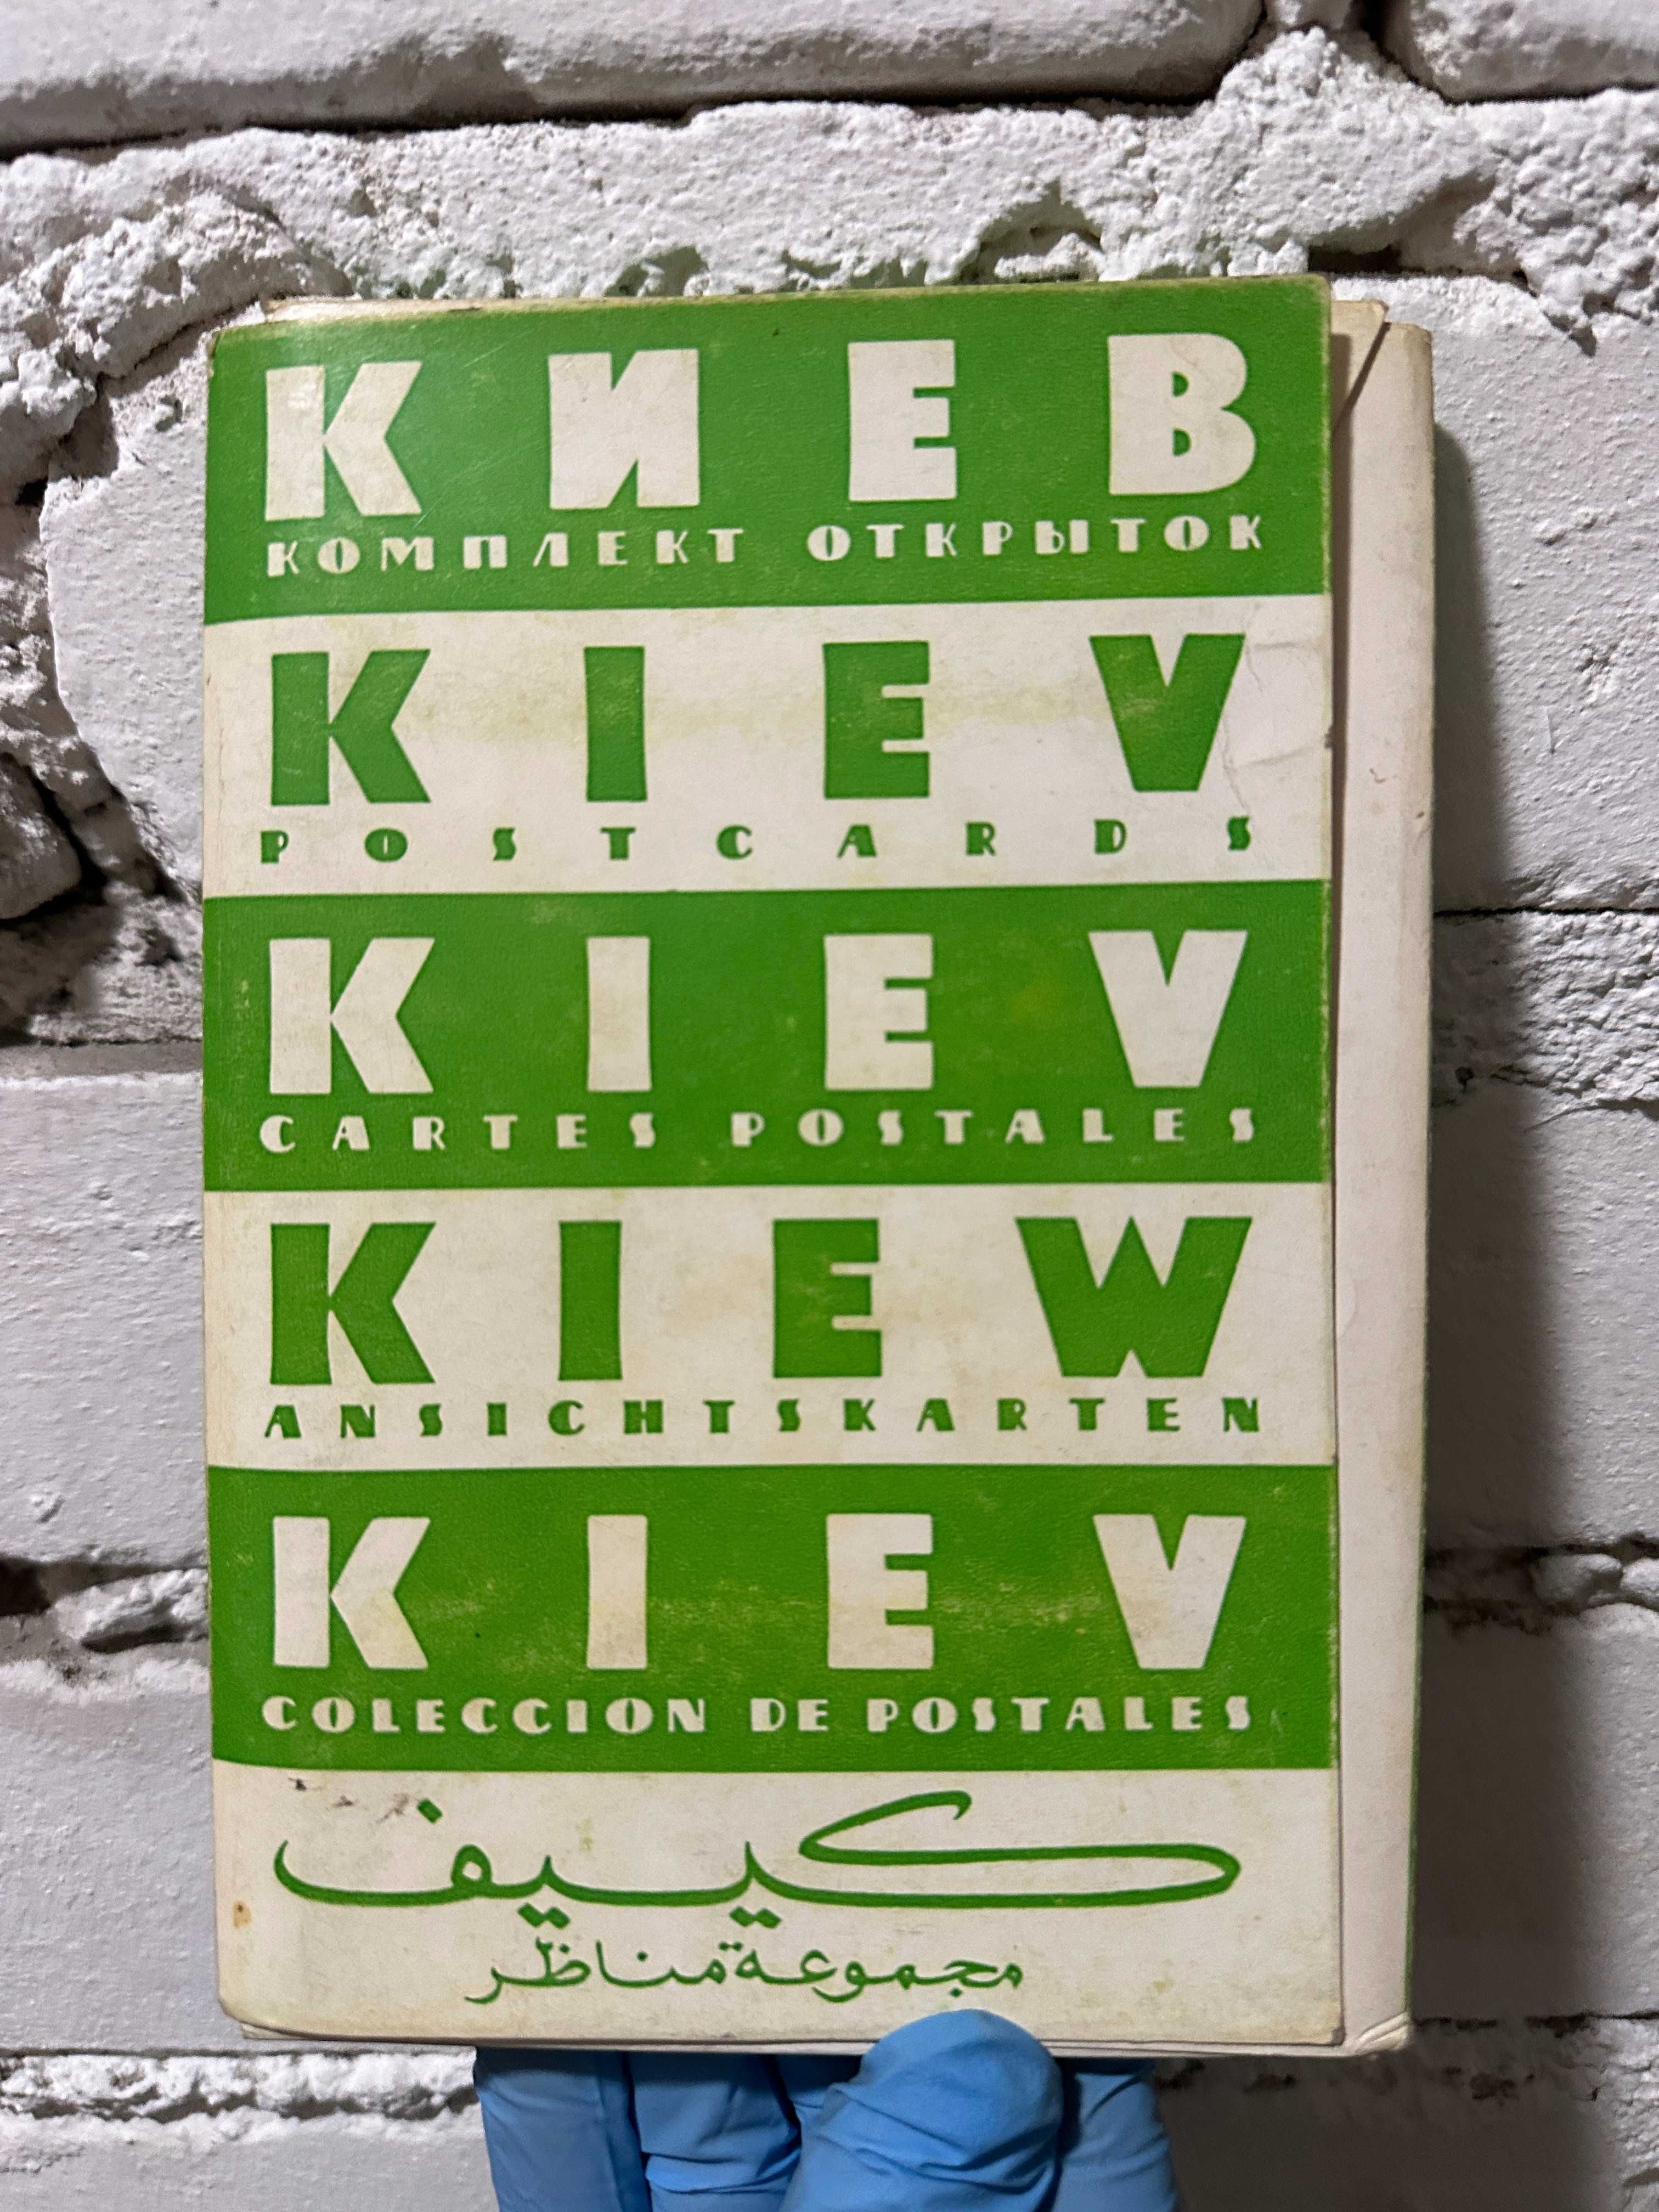 КИЕВ
КОМПЛЕКТ ОТКРЫТОК
KIEV
POSTCARDS
KIEV
CARTES POSTALES
KIEW
ANSICHTSKARTEN
KIEV
COLECCION DE POSTALES
كييف
مجموعة مناظر